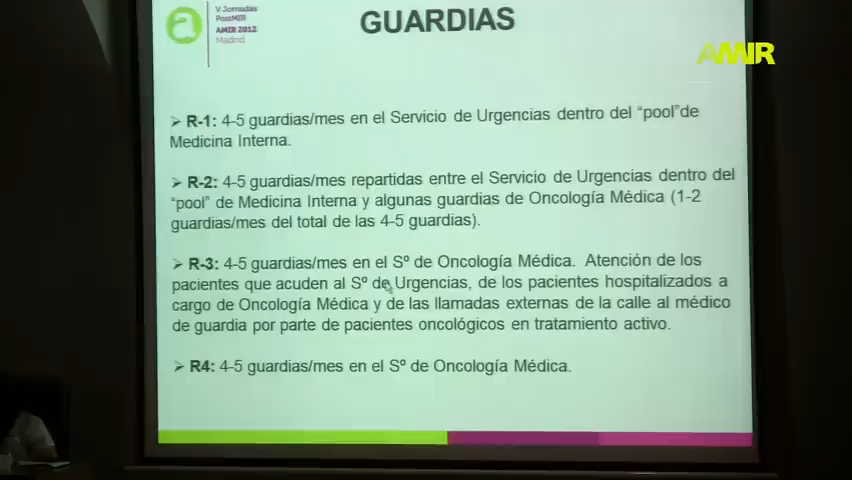 V Jornadas
PostMIR
AMIR 2012
Madrid
GUARDIAS
AMIR
➢ R-1: 4-5 guardias/mes en el Servicio de Urgencias dentro del “pool”de
Medicina Interna.
➢ R-2: 4-5 guardias/mes repartidas entre el Servicio de Urgencias dentro del
“pool” de Medicina Interna y algunas guardias de Oncología Médica (1-2
guardias/mes del total de las 4-5 guardias).
➢ R-3: 4-5 guardias/mes en el Sº de Oncología Médica. Atención de los
pacientes que acuden al Sº de Urgencias, de los pacientes hospitalizados a
cargo de Oncología Médica y de las llamadas externas de la calle al médico
de guardia por parte de pacientes oncológicos en tratamiento activo.
➢ R4: 4-5 guardias/mes en el Sº de Oncología Médica.